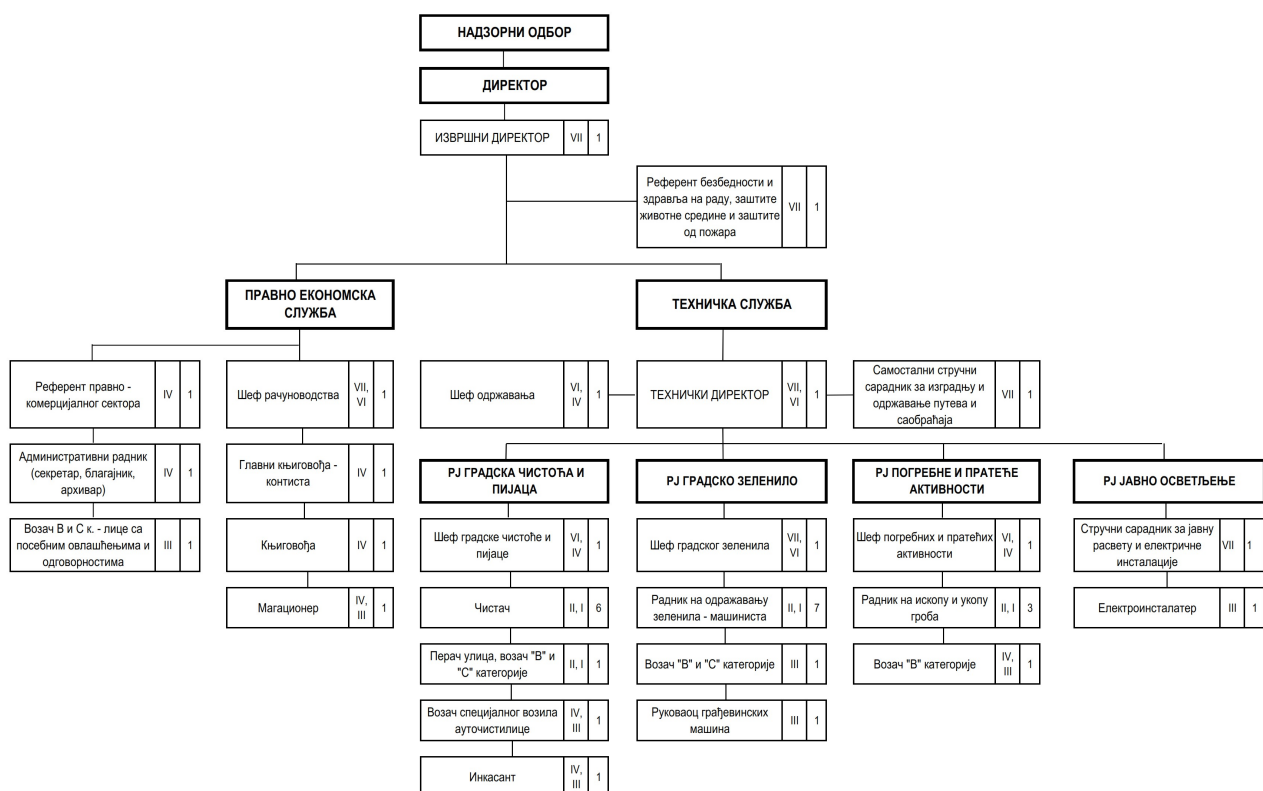 НАДЗОРНИ ОДБОР
ДИРЕКТОР
ИЗВРШНИ ДИРЕКТОР VII 1
Референт безбедности и
здравља на раду, заштите
животне средине и заштите
од пожара
VII 1
ПРАВНО ЕКОНОМСКА
СЛУЖБА
ТЕХНИЧКА СЛУЖБА
Референт правно -
комерцијалног сектора
IV 1
Шеф рачуноводства
VII,
VI
1
Шеф одржавања
VI,
IV
1
ТЕХНИЧКИ ДИРЕКТОР
VII,
VI
1
Самостални стручни
сарадник за изградњу и
одржавање путева и
саобраћаја
VII 1
Административни радник
(секретар, благајник,
архивар)
IV 1
Главни књиговођа -
контиста
IV 1
РЈ ГРАДСКА ЧИСТОЋА И
ПИЈАЦА
РЈ ГРАДСКО ЗЕЛЕНИЛО
РЈ ПОГРЕБНЕ И ПРАТЕЋЕ
АКТИВНОСТИ
РЈ ЈАВНО ОСВЕТЉЕЊЕ
Возач В и С к. - лице са
посебним овлашћењима и
одговорностима
III 1
Књиговођа IV 1
Шеф градске чистоће и
пијаце
VI,
IV
1
Шеф градског зеленила
VII,
VI
1
Шеф погребних и пратећих
активности
VI,
IV
1
Стручни сарадник за јавну
расвету и електричне
инсталације
VII 1
Магационер
IV,
III
1
Чистач II, I 6
Радник на одражавању
зеленила - машиниста
II, I 7
Радник на ископу и укопу
гроба
II, I 3
Електроинсталатер III 1
Перач улица, возач "В" и
"С" категорије
II, I 1
Возач "В" и "С" категорије III 1
Возач "В" категорије
IV,
III
1
Возач специјалног возила
ауточистилице
IV,
III
1
Руковаоц грађевинских
машина
III 1
Инкасант
IV,
III
1